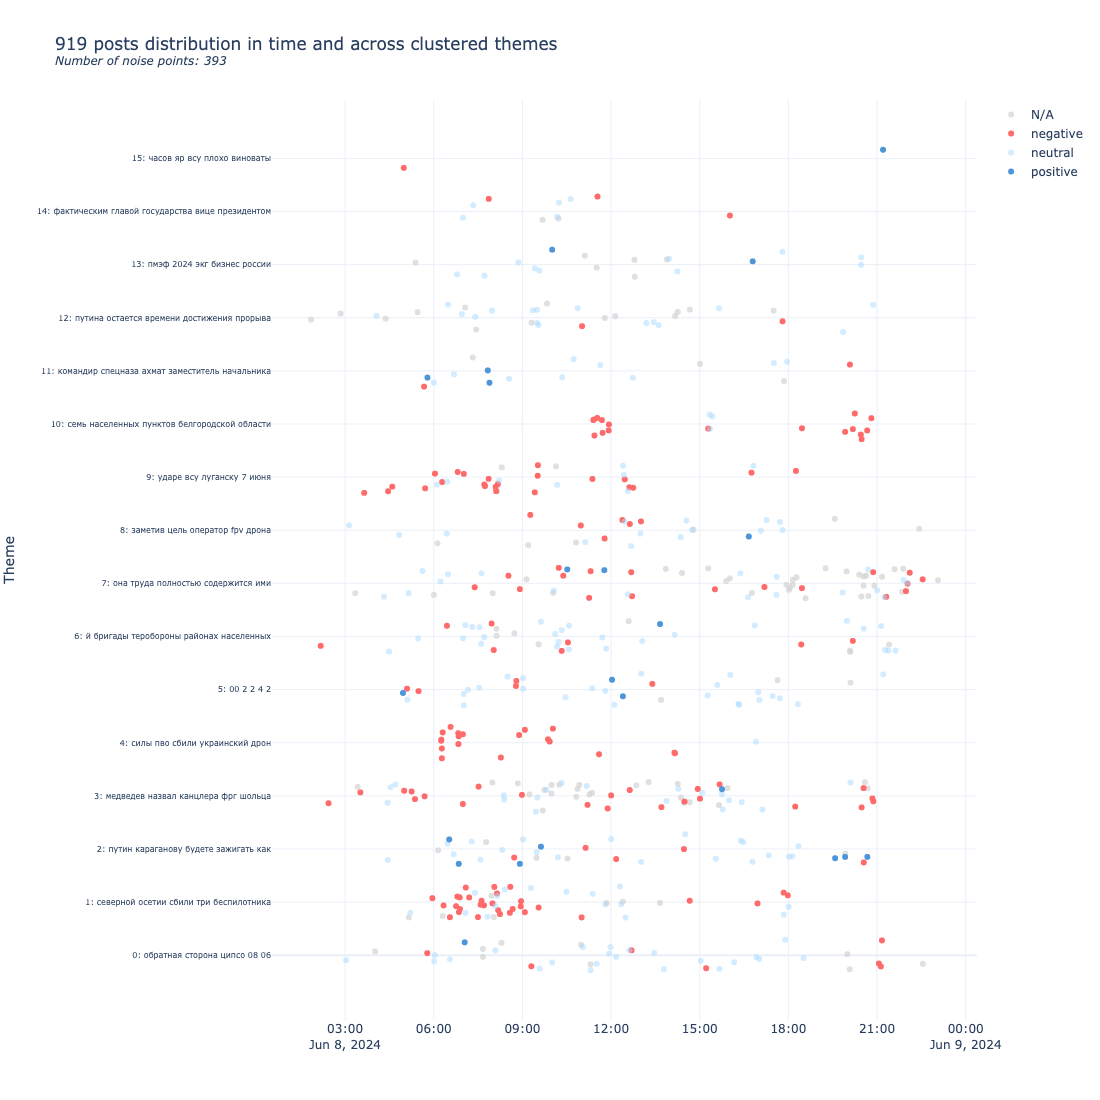 919 posts distribution in time and across clustered themes
Number of noise points: 393
N/A
negative
neutral
positive
Theme
15: часов яр всу плохо виноваты
14: фактическим главой государства вице президентом
13: пмэф 2024 экг бизнес россии
12: путина остается времени достижения прорыва
11: командир спецназа ахмат заместитель начальника
10: семь населенных пунктов белгородской области
9: ударе всу луганску 7 июня
8: заметив цель оператор fpv дрона
7: она труда полностью содержится ими
6: й бригады теробороны районах населенных
5: 00 2 2 4 2
4: силы пво сбили украинский дрон
3: медведев назвал канцлера фрг шольца
2: путин караганову будете зажигать как
1: северной осетии сбили три беспилотника
0: обратная сторона ципсо 08 06
03:00 06:00 09:00 12:00 15:00 18:00 21:00 00:00
Jun 8, 2024 Jun 9, 2024